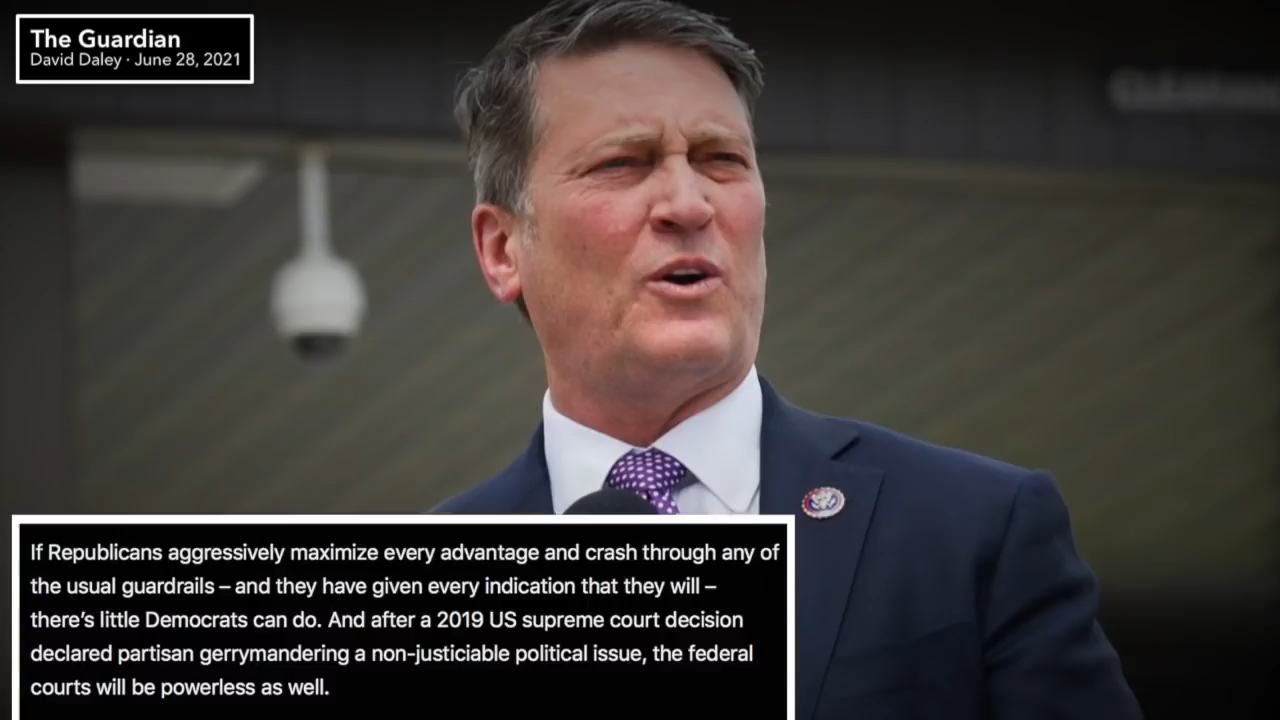 The Guardian
David Daley · June 28, 2021
If Republicans aggressively maximize every advantage and crash through any of
the usual guardrails – and they have given every indication that they will –
there’s little Democrats can do. And after a 2019 US supreme court decision
declared partisan gerrymandering a non-justiciable political issue, the federal
courts will be powerless as well.